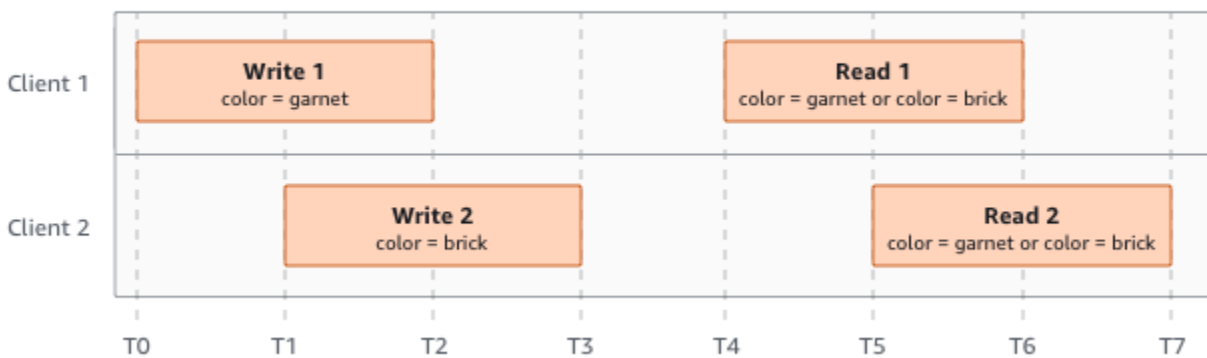 Client 1
Write 1
color = garnet
Read 1
color = garnet or color = brick
Client 2
Write 2
color = brick
Read 2
color = garnet or color = brick
T0 T1 T2 T3 T4 T5 T6 T7